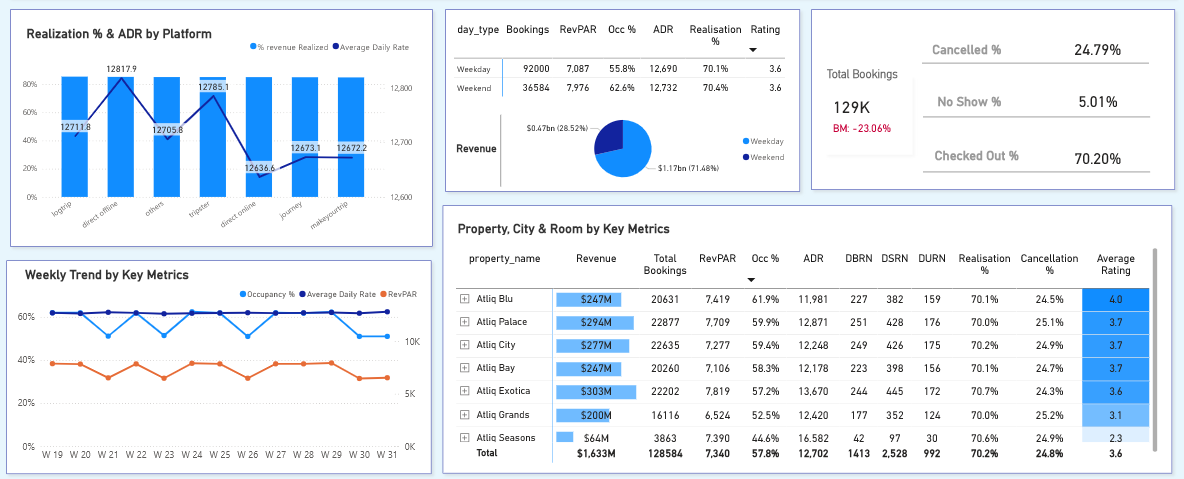 Realization % & ADR by Platform
% revenue Realized Average Daily Rate
80%
60%
40%
20%
0%
12711.8
12817.9
12705.8
12785.1
12636.6
12673.1
12672.2
12,800
12,700
12,600
logtrip
direct offline
others
tripster
direct online
journey
makeyourtrip
day_type Bookings RevPAR Occ % ADR Realisation % Rating
Weekday 92000 7,087 55.8% 12,690 70.1% 3.6
Weekend 36584 7,976 62.6% 12,732 70.4% 3.6
Revenue
$0.47bn (28.52%)
$1.17bn (71.48%)
Weekday
Weekend
Total Bookings
129K
BM: -23.06%
Cancelled % 24.79%
No Show % 5.01%
Checked Out % 70.20%
Weekly Trend by Key Metrics
Occupancy % Average Daily Rate RevPAR
60%
40%
20%
0%
10K
5K
0K
W 19 W 20 W 21 W 22 W 23 W 24 W 25 W 26 W 27 W 28 W 29 W 30 W 31
Property, City & Room by Key Metrics
property_name Revenue Total Bookings RevPAR Occ % ADR DBRN DSRN DURN Realisation % Cancellation % Average Rating
Atliq Blu $247M 20631 7,419 61.9% 11,981 227 382 159 70.1% 24.5% 4.0
Atliq Palace $294M 22877 7,709 59.9% 12,871 251 428 176 70.0% 25.1% 3.7
Atliq City $277M 22635 7,277 59.4% 12,248 249 426 175 70.2% 24.9% 3.7
Atliq Bay $247M 20260 7,106 58.3% 12,178 223 398 156 70.1% 24.7% 3.7
Atliq Exotica $303M 22202 7,819 57.2% 13,670 244 445 172 70.7% 24.3% 3.6
Atliq Grands $200M 16116 6,524 52.5% 12,420 177 352 124 70.0% 25.2% 3.1
Atliq Seasons $64M 3863 7,390 44.6% 16,582 42 97 30 70.6% 24.9% 2.3
Total $1,633M 128584 7,340 57.8% 12,702 1413 2,528 992 70.2% 24.8% 3.6